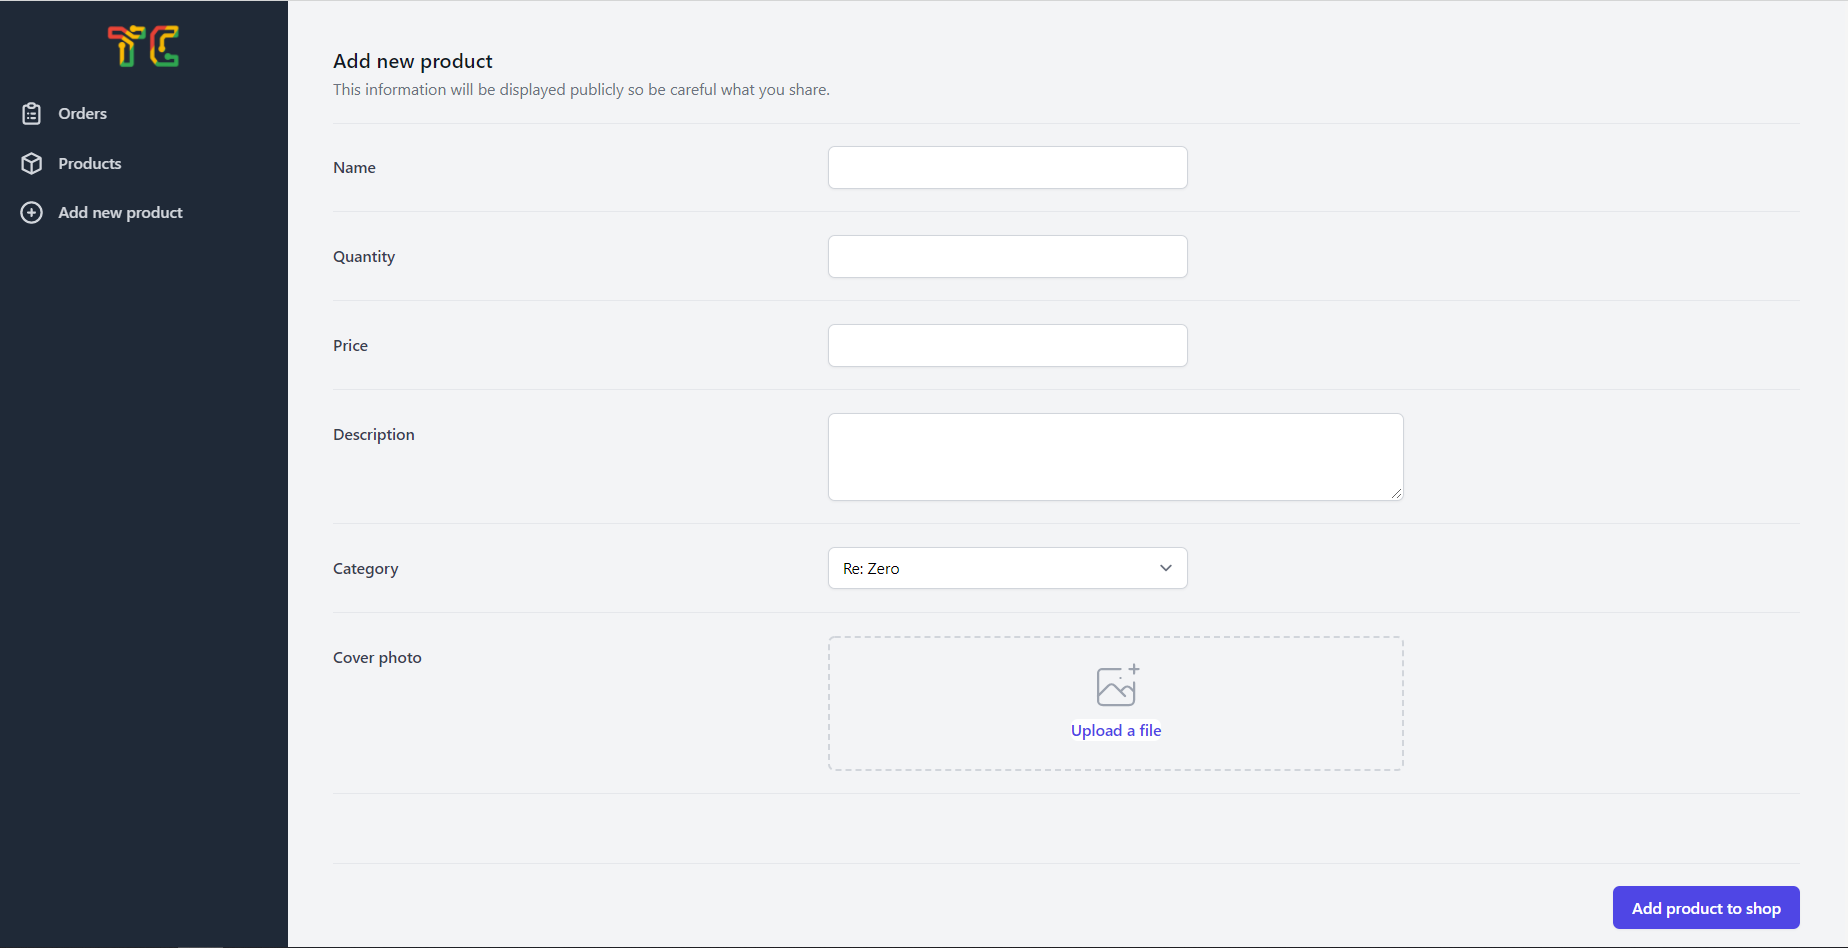 TC
Orders
Products
Add new product
Add new product
This information will be displayed publicly so be careful what you share.
Name
Quantity
Price
Description
Category
Re: Zero
Cover photo
Upload a file
Add product to shop